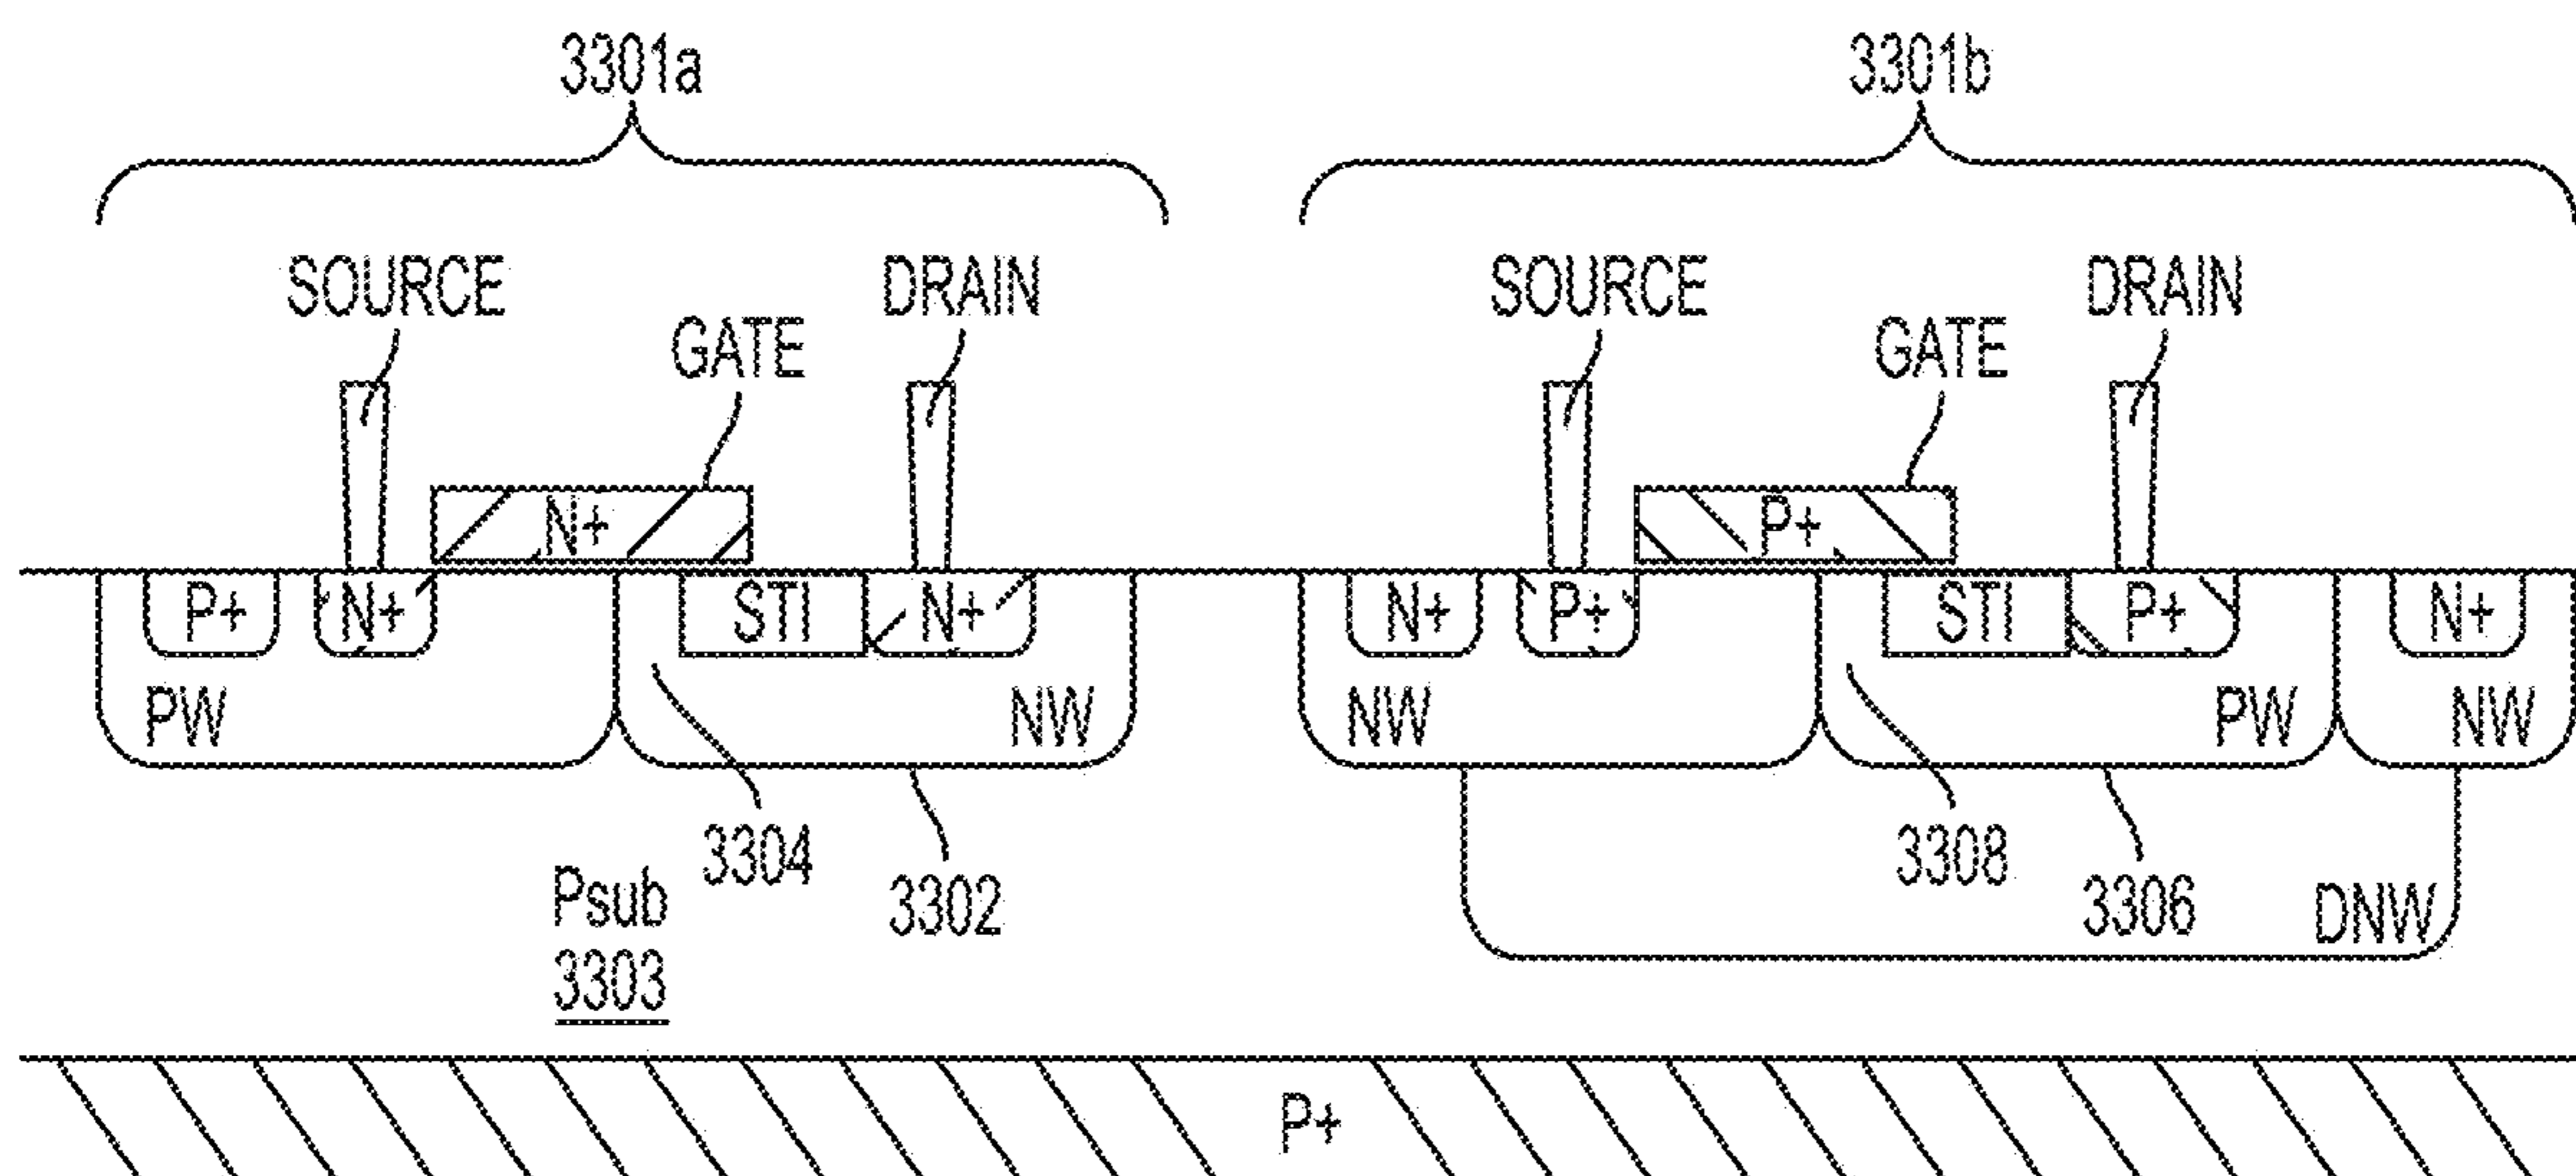 3301a 3301b
SOURCE DRAIN SOURCE DRAIN
GATE GATE
N+ P+
P+ N+ STI N+ N+ P+ STI P+ N+
PW NW NW PW NW
3304 3308
Psub 3302 3306 DNW
3303
P+